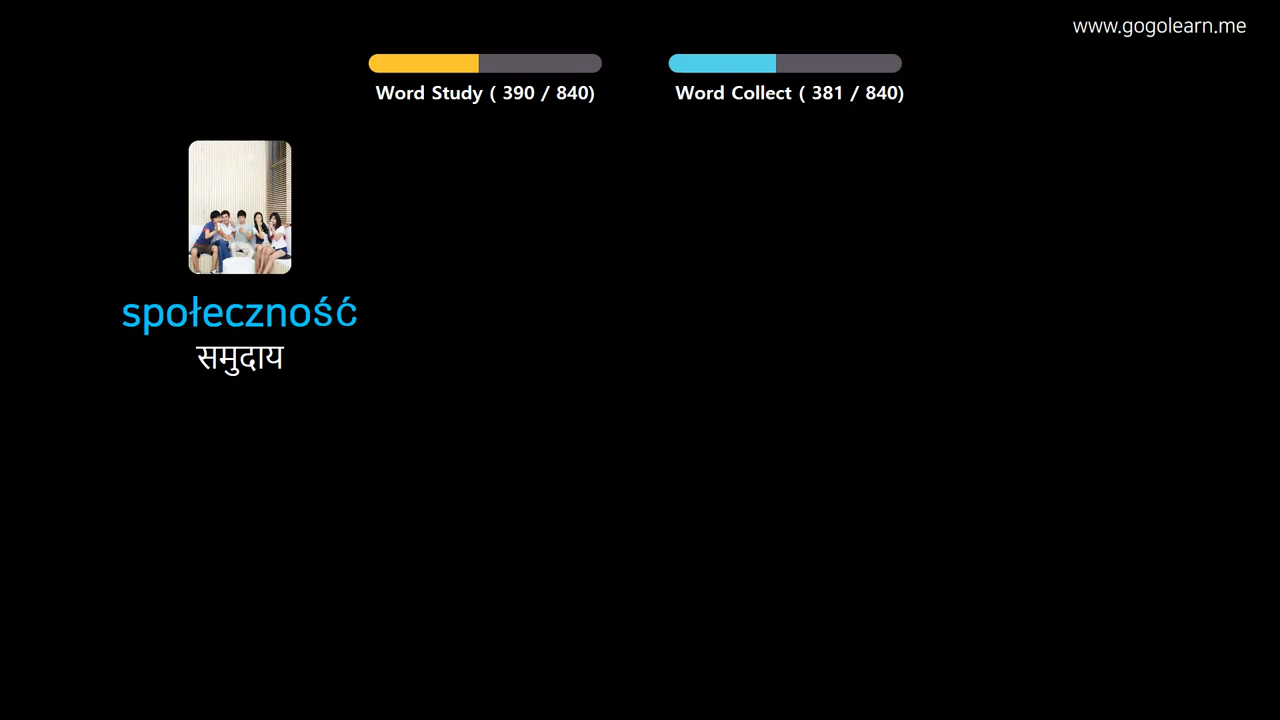 www.gogolearn.me
Word Study ( 390 / 840)
Word Collect ( 381 / 840)
społeczność
समुदाय